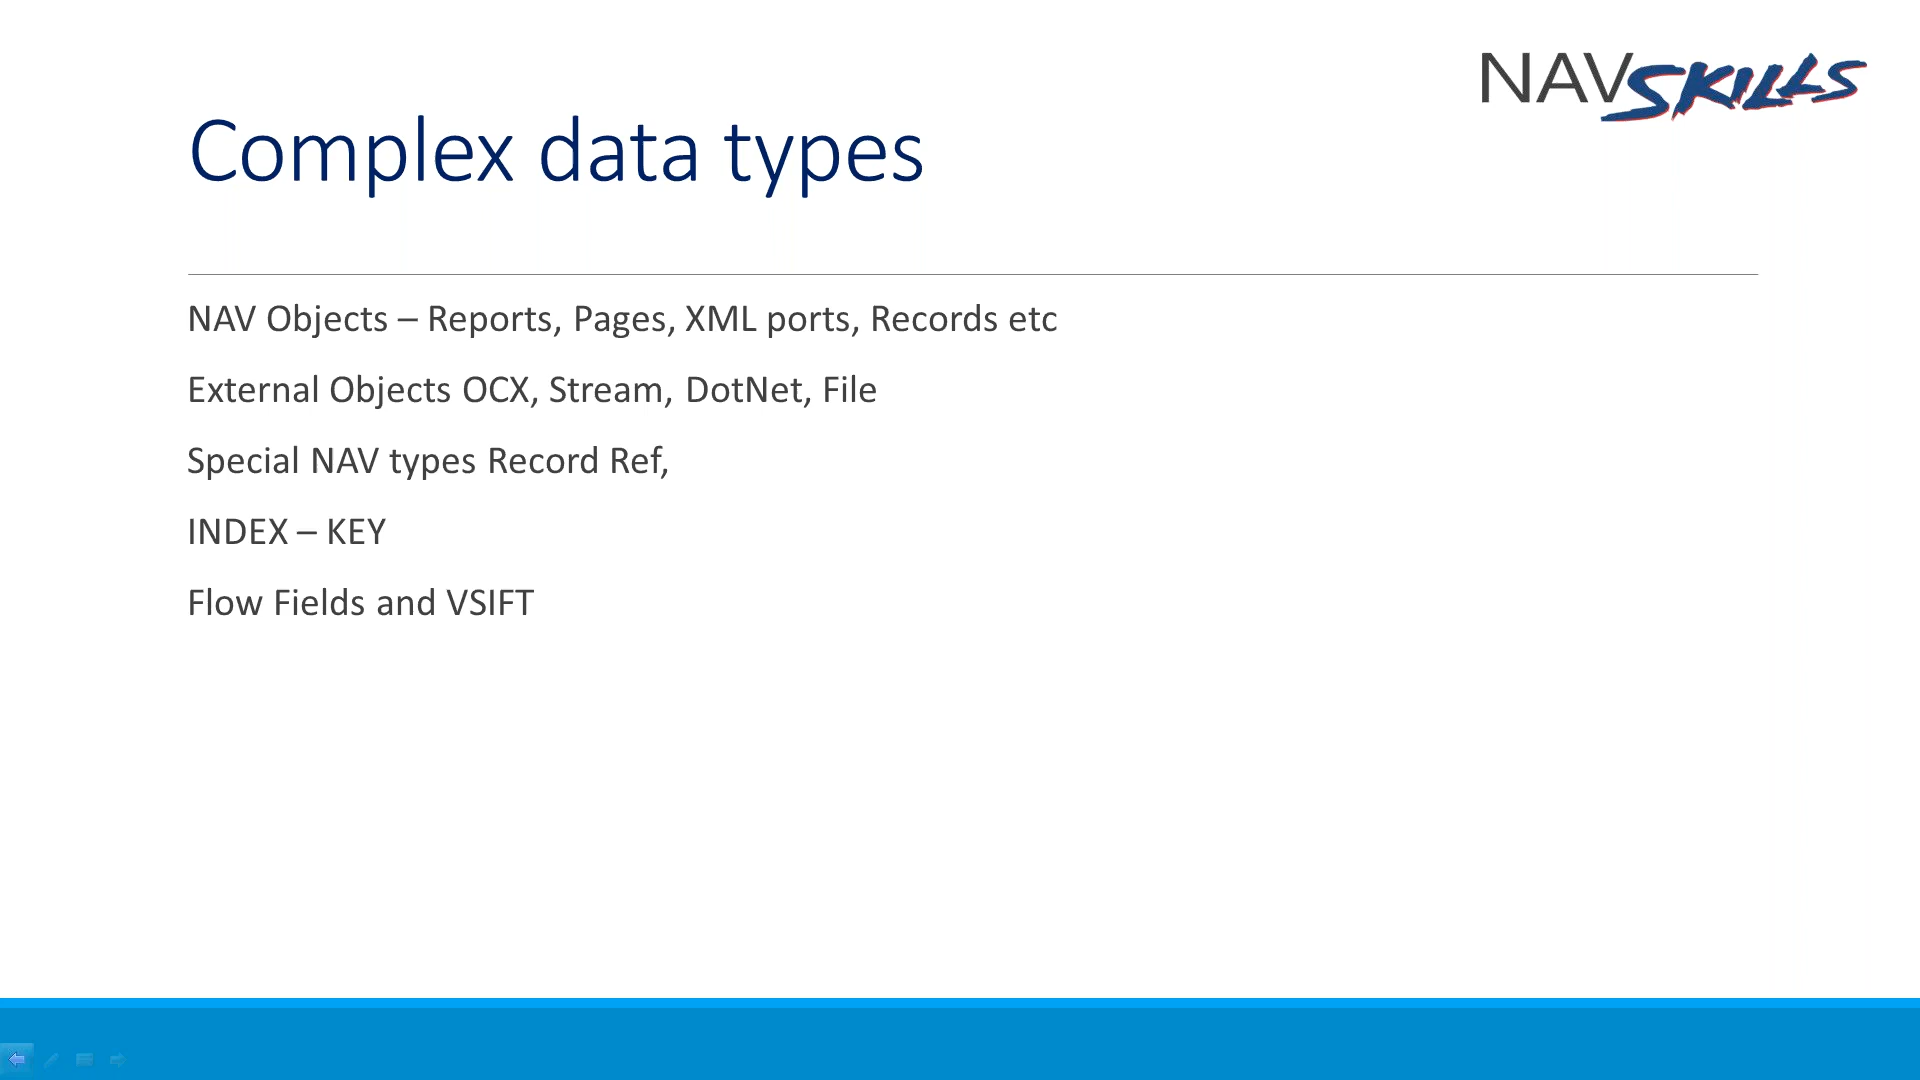 NAVSKILLS
Complex data types
NAV Objects – Reports, Pages, XML ports, Records etc
External Objects OCX, Stream, DotNet, File
Special NAV types Record Ref,
INDEX – KEY
Flow Fields and VSIFT